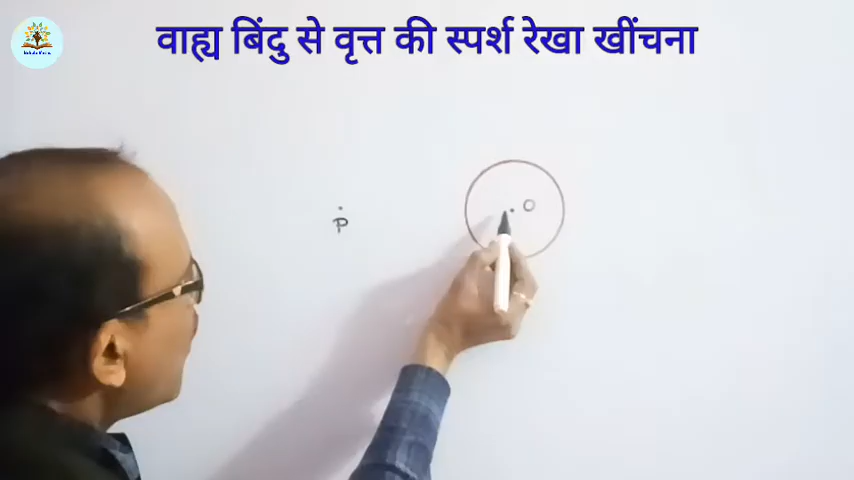 वाह्य बिंदु से वृत्त की स्पर्श रेखा खींचना
P
O